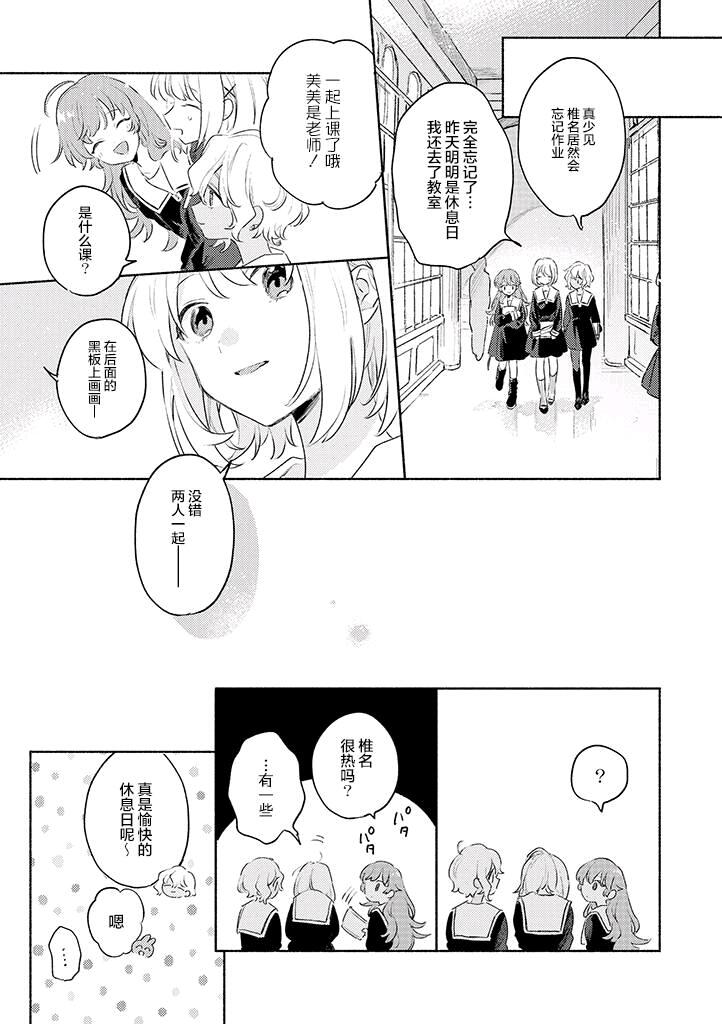 真少见
椎名居然会
忘记作业
完全忘记了…
昨天明明是休息日
我还去了教室
一起上课了哦
美美是老师！
是什么课？
在后面的
黑板上画画—
没错
两人一起——
？
椎名
很热吗？
パタ
パタ
…有一些
真是愉快的
休息日呢～
嗯
…